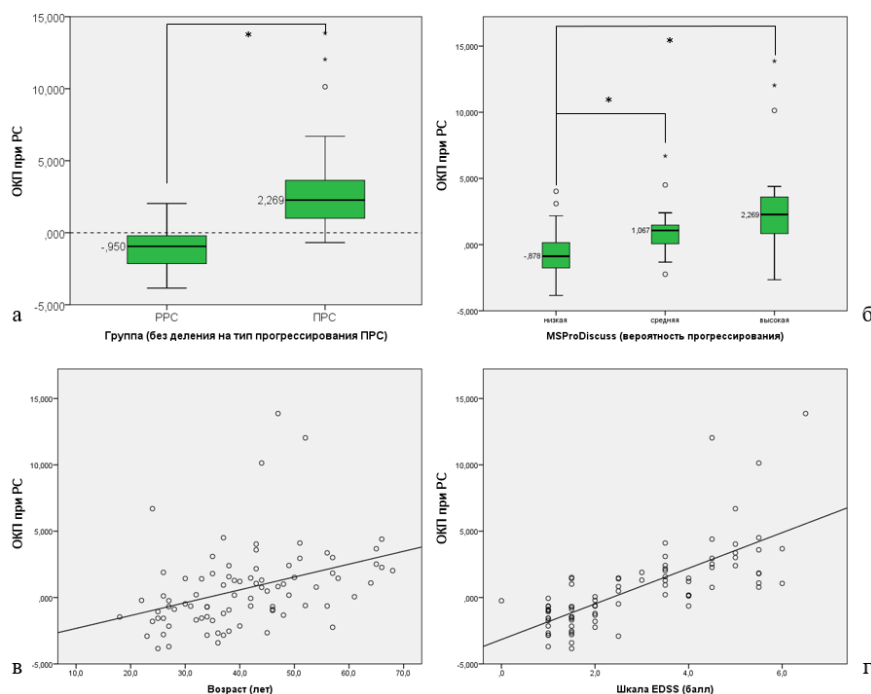 15,000
10,000
5,000
,000
-5,000
ОКП при РС
*
*
-,950
2,269
РРС
ПРС
Группа (без деления на тип прогрессирования ПРС)
а
15,000
10,000
5,000
,000
-5,000
ОКП при РС
*
*
*
*
*
-,878
1,067
2,269
низкая
средняя
высокая
MSProDiscuss (вероятность прогрессирования)
б
15,000
10,000
5,000
,000
-5,000
ОКП при РС
10,0
20,0
30,0
40,0
50,0
60,0
70,0
Возраст (лет)
в
15,000
10,000
5,000
,000
-5,000
ОКП при РС
,0
2,0
4,0
6,0
Шкала EDSS (балл)
г